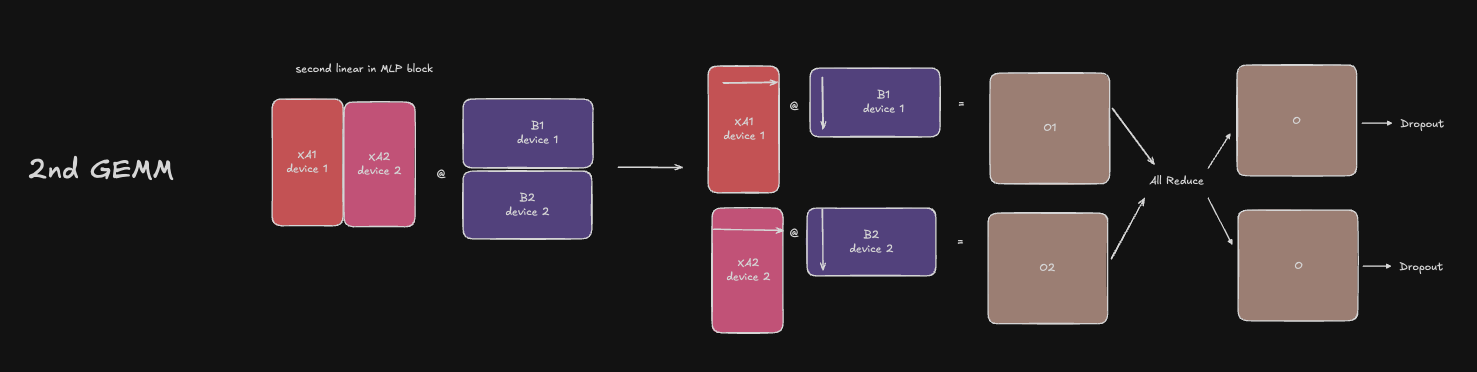 second linear in MLP block
2nd GEMM
XA1
device 1
XA2
device 2
@
B1
device 1
B2
device 2
XA1
device 1
@
B1
device 1
=
O1
XA2
device 2
@
B2
device 2
=
O2
All Reduce
O
Dropout
O
Dropout